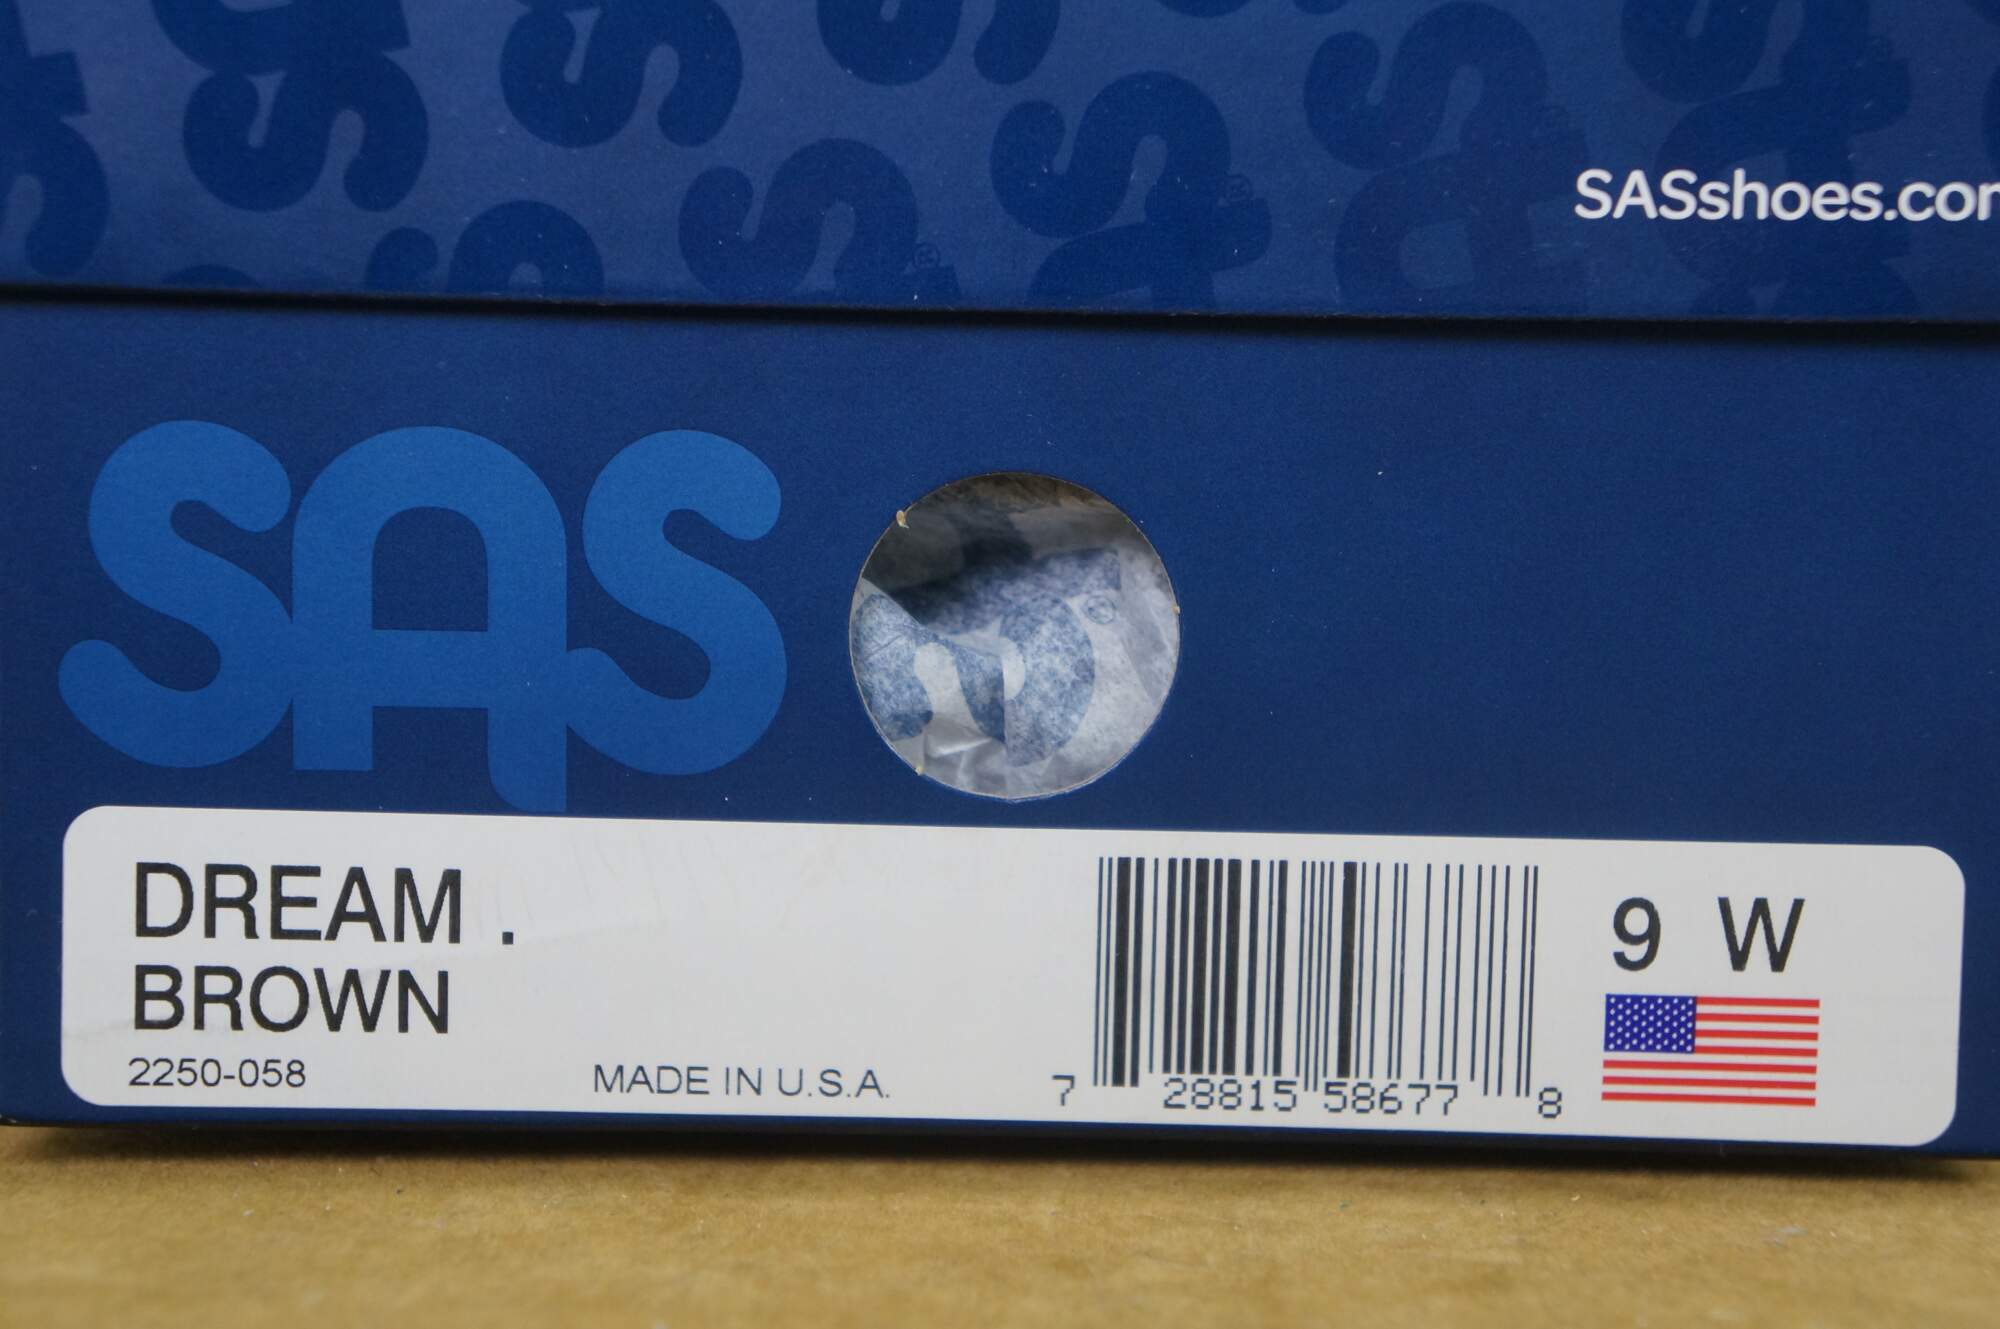 SASshoes.com
SAS
DREAM .
BROWN
2250-058
MADE IN U.S.A.
7 28815 58677 8
9 W